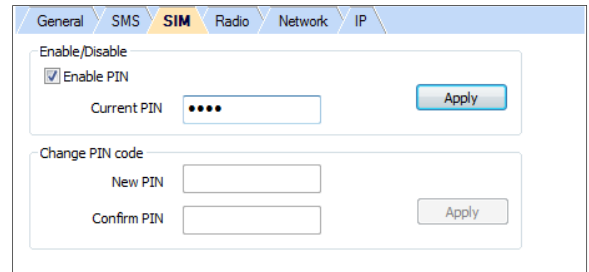 General SMS SIM Radio Network IP
Enable/Disable
Enable PIN
Current PIN •••• Apply
Change PIN code
New PIN
Confirm PIN Apply